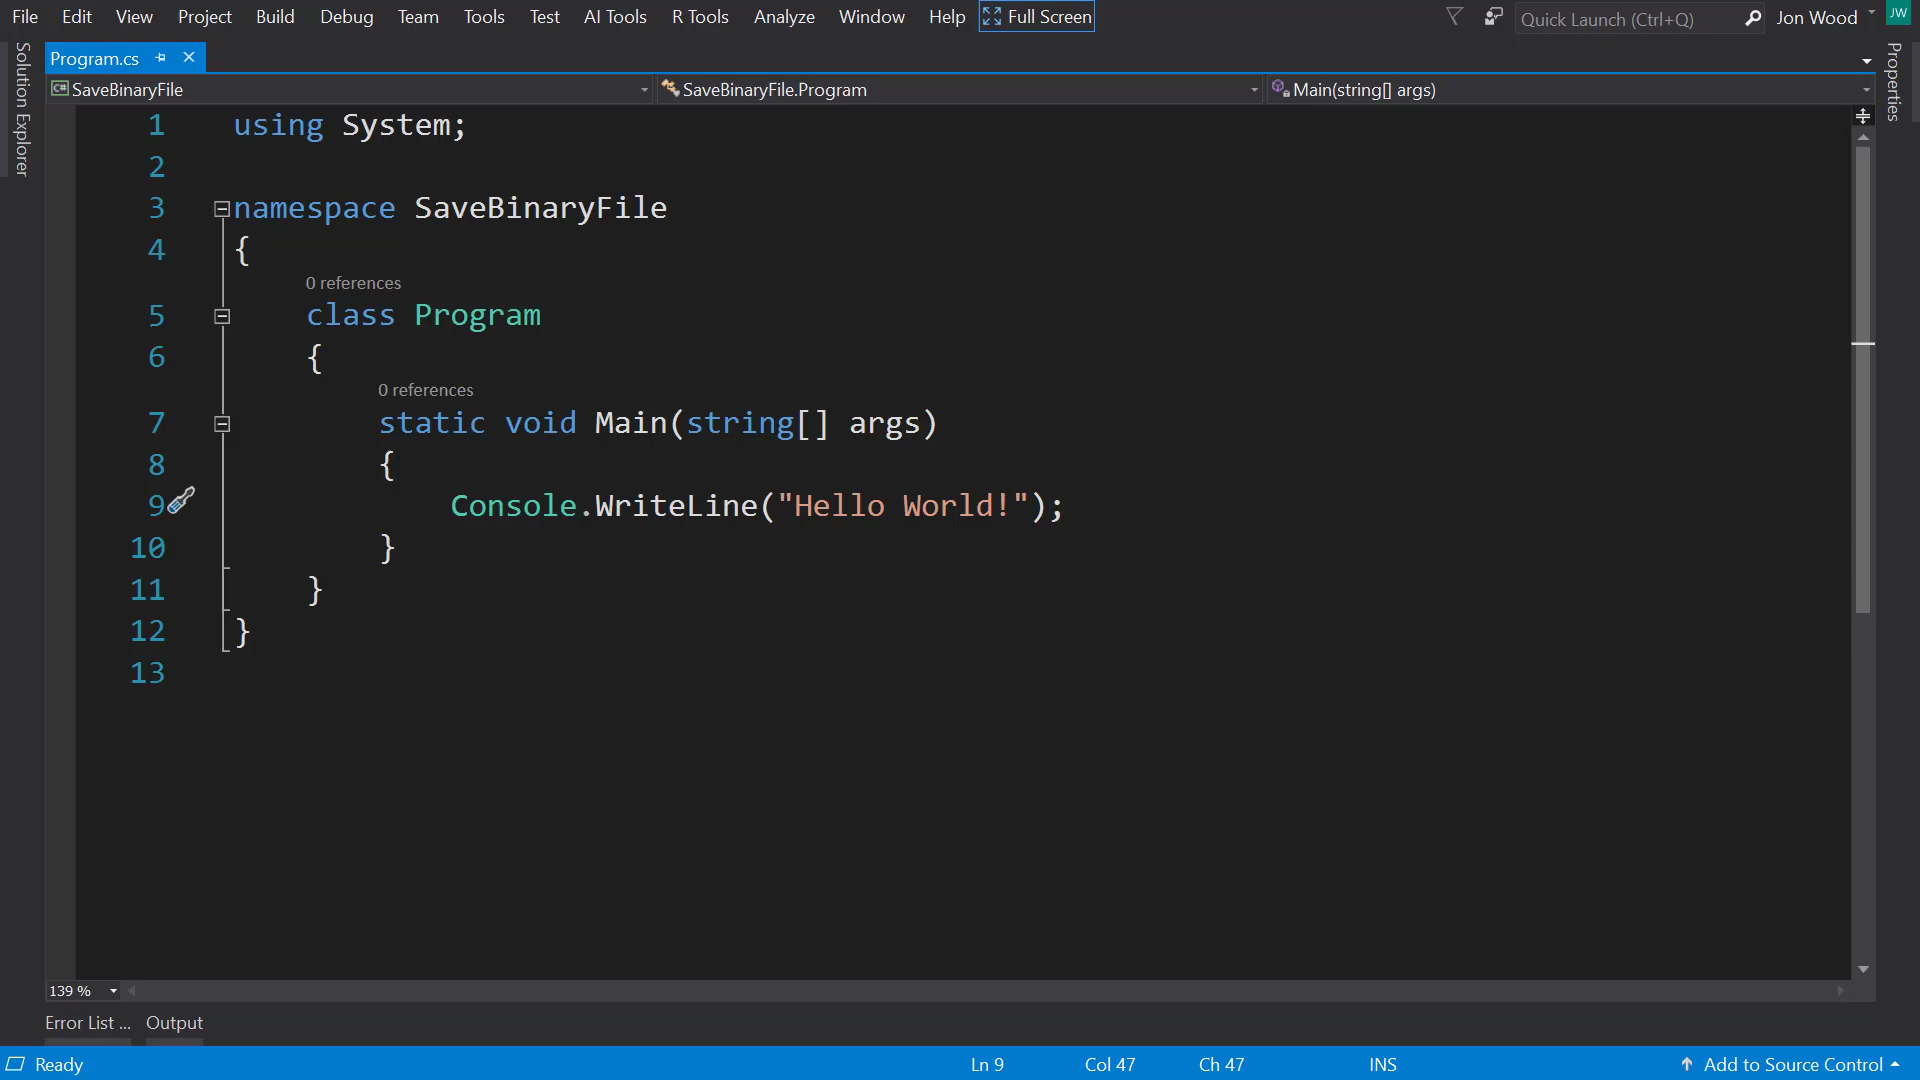 File Edit View Project Build Debug Team Tools Test AI Tools R Tools Analyze Window Help Full Screen Quick Launch (Ctrl+Q) Jon Wood JW
Solution Explorer
Program.cs
Properties
C# SaveBinaryFile SaveBinaryFile.Program Main(string[] args)
1 using System;
2
3 namespace SaveBinaryFile
4 {
0 references
5 class Program
6 {
0 references
7 static void Main(string[] args)
8 {
9 Console.WriteLine("Hello World!");
10 }
11 }
12 }
13
139 %
Error List ... Output
Ready Ln 9 Col 47 Ch 47 INS Add to Source Control